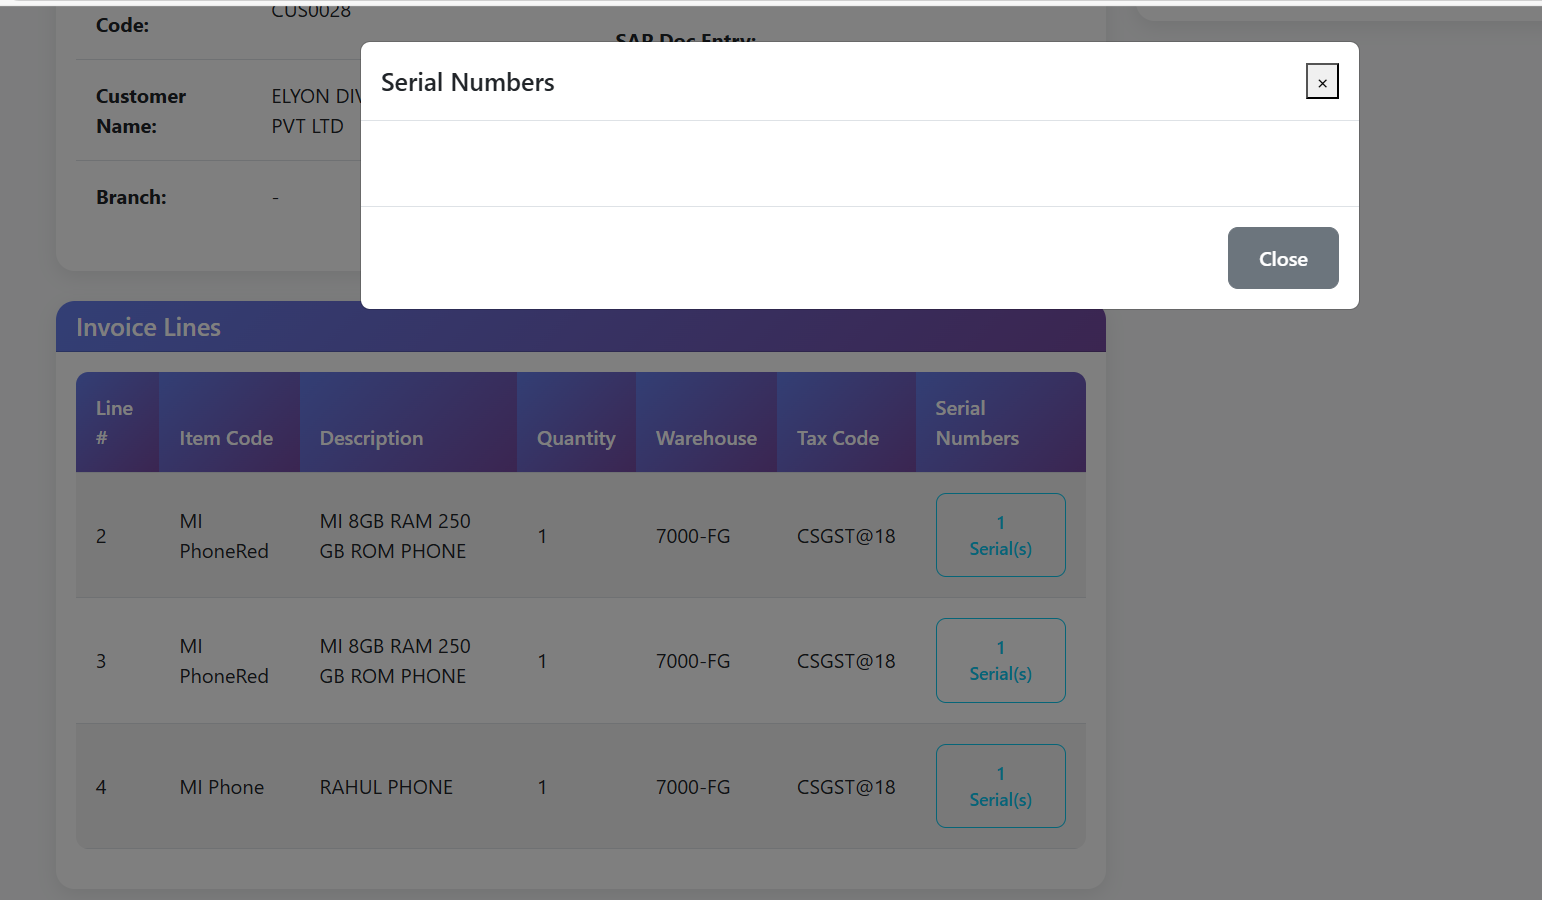 CUS0028
Code:
SAP Doc Entry:
Serial Numbers
×
Customer
Name:
ELYON DIV
PVT LTD
Branch:
-
Close
Invoice Lines
Line
#
Item Code
Description
Quantity
Warehouse
Tax Code
Serial
Numbers
2
MI
PhoneRed
MI 8GB RAM 250
GB ROM PHONE
1
7000-FG
CSGST@18
1
Serial(s)
3
MI
PhoneRed
MI 8GB RAM 250
GB ROM PHONE
1
7000-FG
CSGST@18
1
Serial(s)
4
MI Phone
RAHUL PHONE
1
7000-FG
CSGST@18
1
Serial(s)